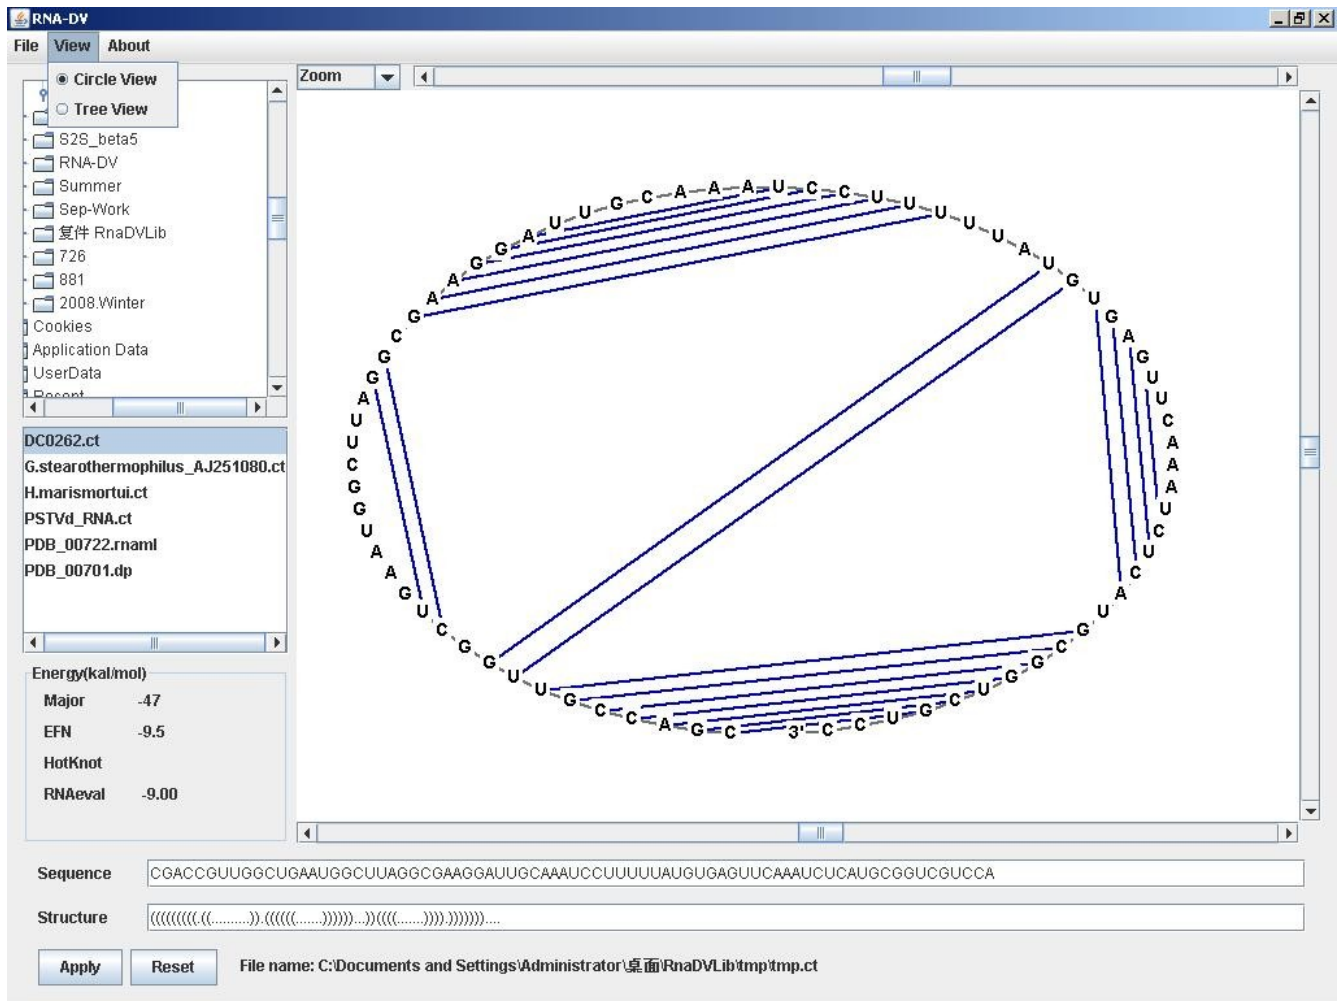 RNA-DV
File View About
Circle View
Tree View
Zoom
S2S_beta5
RNA-DV
Summer
Sep-Work
复件 RnaDVLib
726
881
2008.Winter
Cookies
Application Data
UserData
Recent
DC0262.ct
G.stearothermophilus_AJ251080.ct
H.marismortui.ct
PSTVd_RNA.ct
PDB_00722.rnaml
PDB_00701.dp
Energy(kal/mol)
Major -47
EFN -9.5
HotKnot
RNAeval -9.00
3'
Sequence CGACCGUUGGCUGAAUGGCUUAGGCGAAGGAUUGCAAAUCCUUUUUAUGUGAGUUCAAAUCUCAUGCGGUCGUCCA
Structure (((((((((.((.........)).((((((.......))))))...))((((.......)))).))))))).....
Apply Reset File name: C:\Documents and Settings\Administrator\桌面\RnaDVLib\tmp\tmp.ct